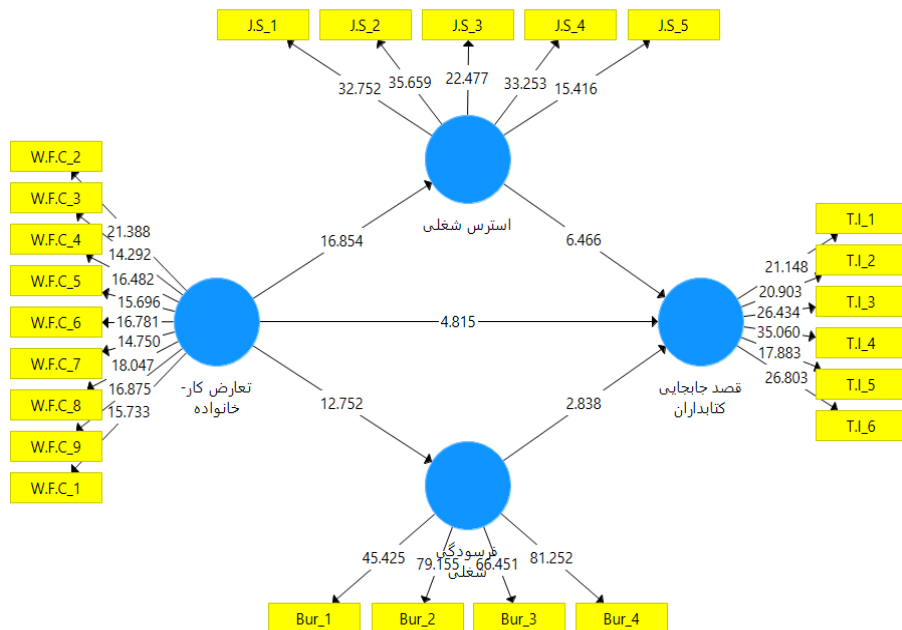 J.S_1
J.S_2
J.S_3
J.S_4
J.S_5
32.752
35.659
22.477
33.253
15.416
استرس شغلی
W.F.C_2
W.F.C_3
W.F.C_4
W.F.C_5
W.F.C_6
W.F.C_7
W.F.C_8
W.F.C_9
W.F.C_1
21.388
14.292
16.482
15.696
16.781
14.750
18.047
16.875
15.733
تعارض کار-
خانواده
16.854
6.466
4.815
12.752
2.838
T.I_1
T.I_2
T.I_3
T.I_4
T.I_5
T.I_6
21.148
20.903
26.434
35.060
17.883
26.803
قصد جابجایی
کتابداران
فرسودگی
شغلی
45.425
79.155
66.451
81.252
Bur_1
Bur_2
Bur_3
Bur_4